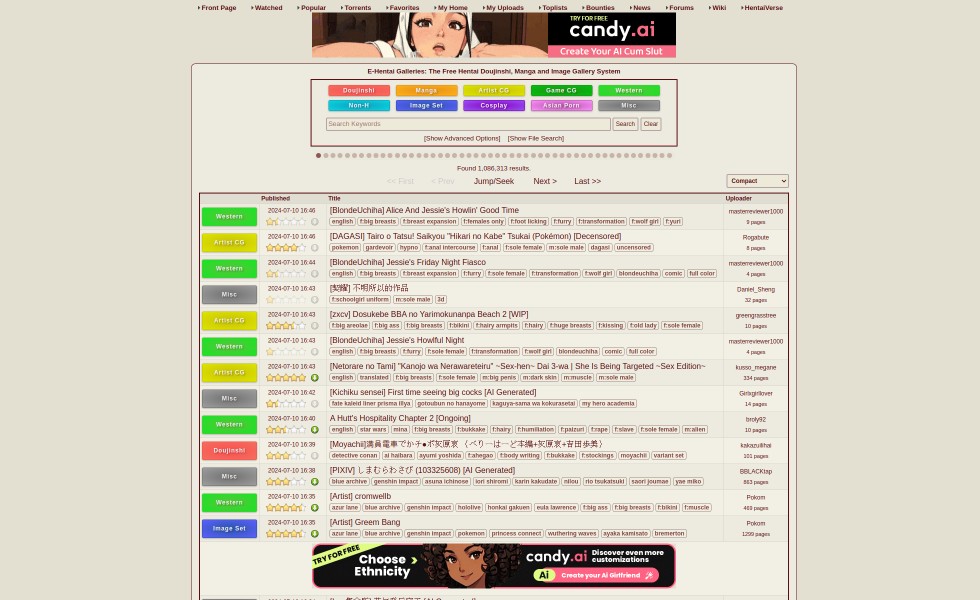 Front Page Watched Popular Torrents Favorites My Home My Uploads Toplists Bounties News Forums Wiki HentaiVerse
TRY FOR FREE
candy.ai
Create Your AI Cum Slut
E-Hentai Galleries: The Free Hentai Doujinshi, Manga and Image Gallery System
Doujinshi Manga Artist CG Game CG Western
Non-H Image Set Cosplay Asian Porn Misc
Search Keywords Search Clear
[Show Advanced Options] [Show File Search]
Found 1,086,313 results.
<< First < Prev Jump/Seek Next > Last >> Compact
Published Title Uploader
Western 2024-07-10 16:46 [BlondeUchiha] Alice And Jessie's Howlin' Good Time masterreviewer1000
english f:big breasts f:breast expansion f:females only f:foot licking f:furry f:transformation f:wolf girl f:yuri 9 pages
Artist CG 2024-07-10 16:46 [DAGASI] Tairo o Tatsu! Saikyou "Hikari no Kabe" Tsukai (Pokémon) [Decensored] Rogabute
pokemon gardevoir hypno f:anal intercourse f:anal f:sole female m:sole male dagasi uncensored 8 pages
Western 2024-07-10 16:44 [BlondeUchiha] Jessie's Friday Night Fiasco masterreviewer1000
english f:big breasts f:breast expansion f:furry f:sole female f:transformation f:wolf girl blondeuchiha comic full color 4 pages
Misc 2024-07-10 16:43 不明所以的作品 Daniel_Sheng
f:schoolgirl uniform m:sole male 3d 32 pages
Artist CG 2024-07-10 16:43 [zxcv] Dosukebe BBA no Yarimokunanpa Beach 2 [WIP] greengrasstree
f:big areolae f:big ass f:big breasts f:bikini f:hairy armpits f:hairy f:huge breasts f:kissing f:old lady f:sole female 10 pages
Western 2024-07-10 16:43 [BlondeUchiha] Jessie's Howlful Night masterreviewer1000
english f:big breasts f:furry f:sole female f:transformation f:wolf girl blondeuchiha comic full color 4 pages
Artist CG 2024-07-10 16:43 [Netorare no Tami] "Kanojo wa Nerawareteiru" ~Sex-hen~ Dai 3-wa | She Is Being Targeted ~Sex Edition~ kusso_megane
english translated f:big breasts f:sole female m:big penis m:dark skin m:muscle m:sole male 334 pages
Misc 2024-07-10 16:42 [Kichiku sensei] First time seeing big cocks [AI Generated] Girlsgirllover
fate kaleid liner prisma illya gotoubun no hanayome kaguya-sama wa kokurasetai my hero academia 14 pages
Western 2024-07-10 16:40 A Hutt's Hospitality Chapter 2 [Ongoing] broly92
english star wars mina f:big breasts f:bukkake f:hairy f:humiliation f:paizuri f:rape f:slave f:sole female m:alien 10 pages
Doujinshi 2024-07-10 16:39 [Moyachii]満員電車でかチ●ポ灰原哀 (べりーはーど本編+灰原哀+吉田歩美) kakazuilhai
detective conan ai haibara ayumi yoshida f:ahegao f:body writing f:bukkake f:stockings moyachii variant set 101 pages
Misc 2024-07-10 16:38 [PIXIV] しまむらわさび (103325608) [AI Generated] BBLACKtap
blue archive genshin impact asuna ichinose iori shiromi karin kakudate nilou rio tsukatsuki saori joumae yae miko 863 pages
Western 2024-07-10 16:35 [Artist] cromwellb Pokom
azur lane blue archive genshin impact hololive honkai gakuen eula lawrence f:big ass f:big breasts f:bikini f:muscle 469 pages
Image Set 2024-07-10 16:35 [Artist] Greem Bang Pokom
azur lane blue archive genshin impact pokemon princess connect wuthering waves ayaka kamisato bremerton 1299 pages
TRY FOR FREE
Choose Ethnicity
candy.ai Discover even more customizations
Ai Create your AI Girlfriend